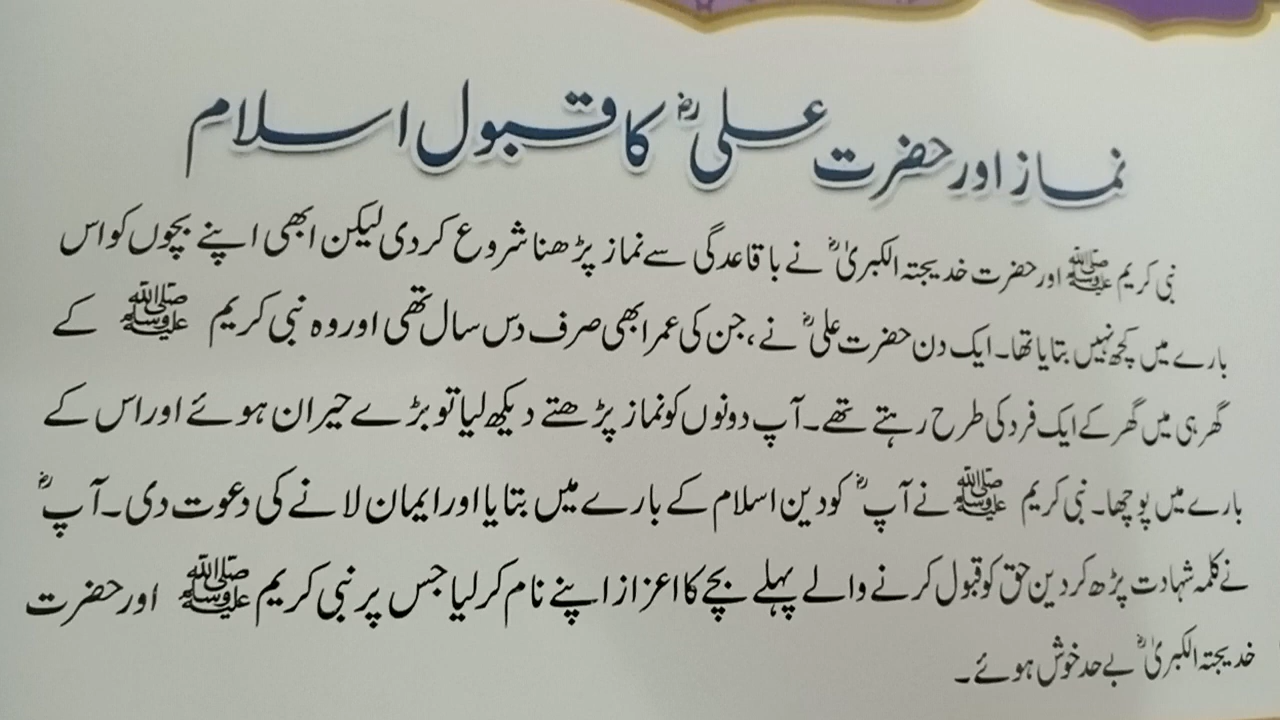 نماز اور حضرت علیؓ کا قبول اسلام
نبی کریم ﷺ اور حضرت خدیجتہ الکبریٰؓ نے باقاعدگی سے نماز پڑھنا شروع کردی لیکن ابھی اپنے بچوں کو اس
بارے میں کچھ نہیں بتایا تھا۔ ایک دن حضرت علیؓ نے، جن کی عمر ابھی صرف دس سال تھی اور وہ نبی کریم ﷺ کے
گھر ہی میں گھر کے ایک فرد کی طرح رہتے تھے۔ آپ دونوں کو نماز پڑھتے دیکھ لیا تو بڑے حیران ہوئے اور اس کے
بارے میں پوچھا۔ نبی کریم ﷺ نے آپؓ کو دین اسلام کے بارے میں بتایا اور ایمان لانے کی دعوت دی۔ آپؓ
نے کلمہ شہادت پڑھ کر دین حق کو قبول کرنے والے پہلے بچے کا اعزاز اپنے نام کرلیا جس پر نبی کریم ﷺ اور حضرت
خدیجتہ الکبریٰؓ بے حد خوش ہوئے۔